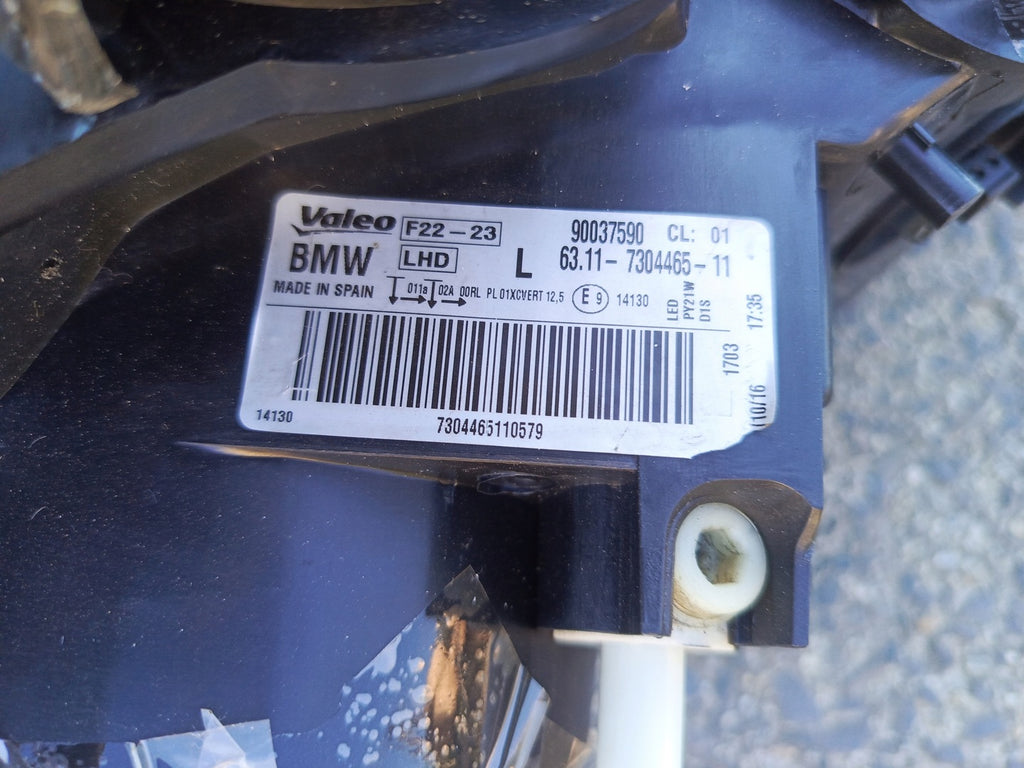 Valeo F22-23 90037590 CL: 01
BMW LHD L 63.11-7304465-11
MADE IN SPAIN 011a 02A 00RL PL 01XCVERT 12,5 E9 14130
LED
PY21W
D1S
1703 17:35
10/16
14130
7304465110579